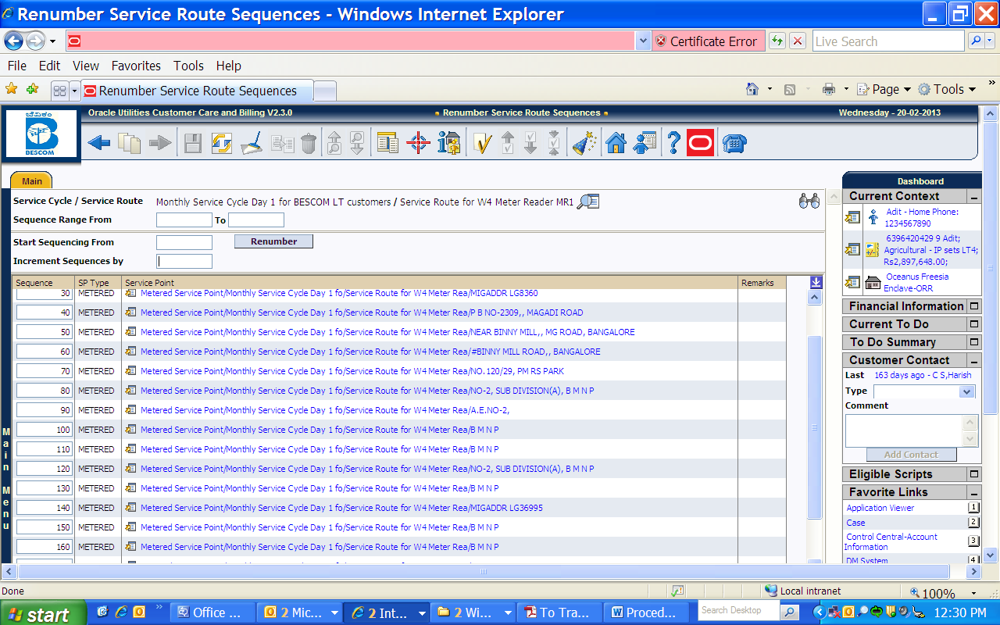 Renumber Service Route Sequences - Windows Internet Explorer
Certificate Error
Live Search
File Edit View Favorites Tools Help
Renumber Service Route Sequences
Page Tools »
BESCOM
Oracle Utilities Customer Care and Billing V2.3.0
Renumber Service Route Sequences
Wednesday - 20-02-2013
Main
Service Cycle / Service Route Monthly Service Cycle Day 1 for BESCOM LT customers / Service Route for W4 Meter Reader MR1
Sequence Range From To
Start Sequencing From Renumber
Increment Sequences by
Sequence SP Type Service Point Remarks
30 METERED Metered Service Point/Monthly Service Cycle Day 1 fo/Service Route for W4 Meter Rea/MIGADDR LG8360
40 METERED Metered Service Point/Monthly Service Cycle Day 1 fo/Service Route for W4 Meter Rea/P B NO-2309,, MAGADI ROAD
50 METERED Metered Service Point/Monthly Service Cycle Day 1 fo/Service Route for W4 Meter Rea/NEAR BINNY MILL,, MG ROAD, BANGALORE
60 METERED Metered Service Point/Monthly Service Cycle Day 1 fo/Service Route for W4 Meter Rea/#BINNY MILL ROAD,, BANGALORE
70 METERED Metered Service Point/Monthly Service Cycle Day 1 fo/Service Route for W4 Meter Rea/NO.120/29, PM RS PARK
80 METERED Metered Service Point/Monthly Service Cycle Day 1 fo/Service Route for W4 Meter Rea/NO-2, SUB DIVISION(A), B M N P
90 METERED Metered Service Point/Monthly Service Cycle Day 1 fo/Service Route for W4 Meter Rea/A.E.NO-2,
100 METERED Metered Service Point/Monthly Service Cycle Day 1 fo/Service Route for W4 Meter Rea/B M N P
110 METERED Metered Service Point/Monthly Service Cycle Day 1 fo/Service Route for W4 Meter Rea/B M N P
120 METERED Metered Service Point/Monthly Service Cycle Day 1 fo/Service Route for W4 Meter Rea/NO-2, SUB DIVISION(A), B M N P
130 METERED Metered Service Point/Monthly Service Cycle Day 1 fo/Service Route for W4 Meter Rea/B M N P
140 METERED Metered Service Point/Monthly Service Cycle Day 1 fo/Service Route for W4 Meter Rea/MIGADDR LG36995
150 METERED Metered Service Point/Monthly Service Cycle Day 1 fo/Service Route for W4 Meter Rea/B M N P
160 METERED Metered Service Point/Monthly Service Cycle Day 1 fo/Service Route for W4 Meter Rea/B M N P
Main Menu
Dashboard
Current Context
Adit - Home Phone:
1234567890
6396420429 9 Adit;
Agricultural - IP sets LT4;
Rs2,897,648.00;
Oceanus Freesia
Enclave-ORR
Financial Information
Current To Do
To Do Summary
Customer Contact
Last 163 days ago - C S,Harish
Type
Comment
Add Contact
Eligible Scripts
Favorite Links
Application Viewer 1
Case 2
Control Central-Account
Information 3
DM System 4
Done
Local intranet
100%
start
»
Office ...
2 Mic...
2 Int...
2 Wi...
To Tra...
Proced...
Search Desktop
12:30 PM